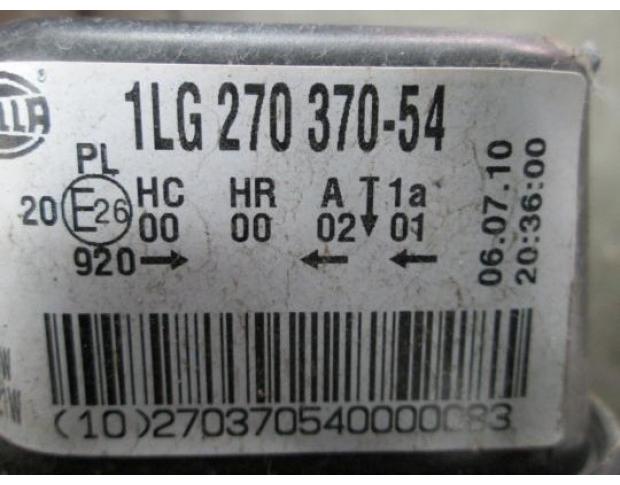 1LG 270 370-54
PL
20 E26 HC HR A 1a
00 00 02 01
920→ ← ←
06.07.10
20:36:00
(10)270370540000083